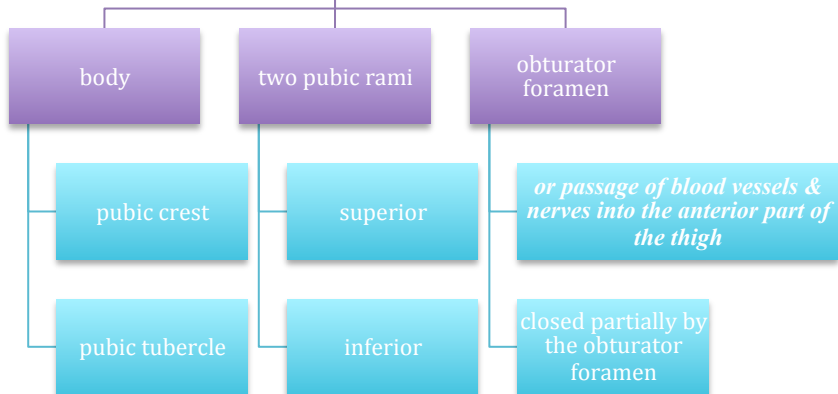 body
two pubic rami
obturator
foramen
pubic crest
superior
or passage of blood vessels &
nerves into the anterior part of
the thigh
pubic tubercle
inferior
closed partially by
the obturator
foramen